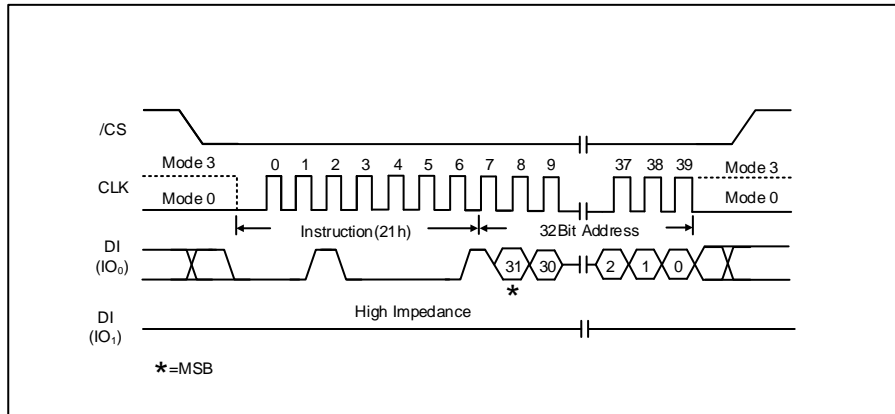 /CS
Mode 3
0 1 2 3 4 5 6 7 8 9 37 38 39
Mode 3
CLK
Mode 0
Mode 0
Instruction(21h)
32Bit Address
DI
(IO₀)
31 30 2 1 0
*
High Impedance
DI
(IO₁)
*=MSB